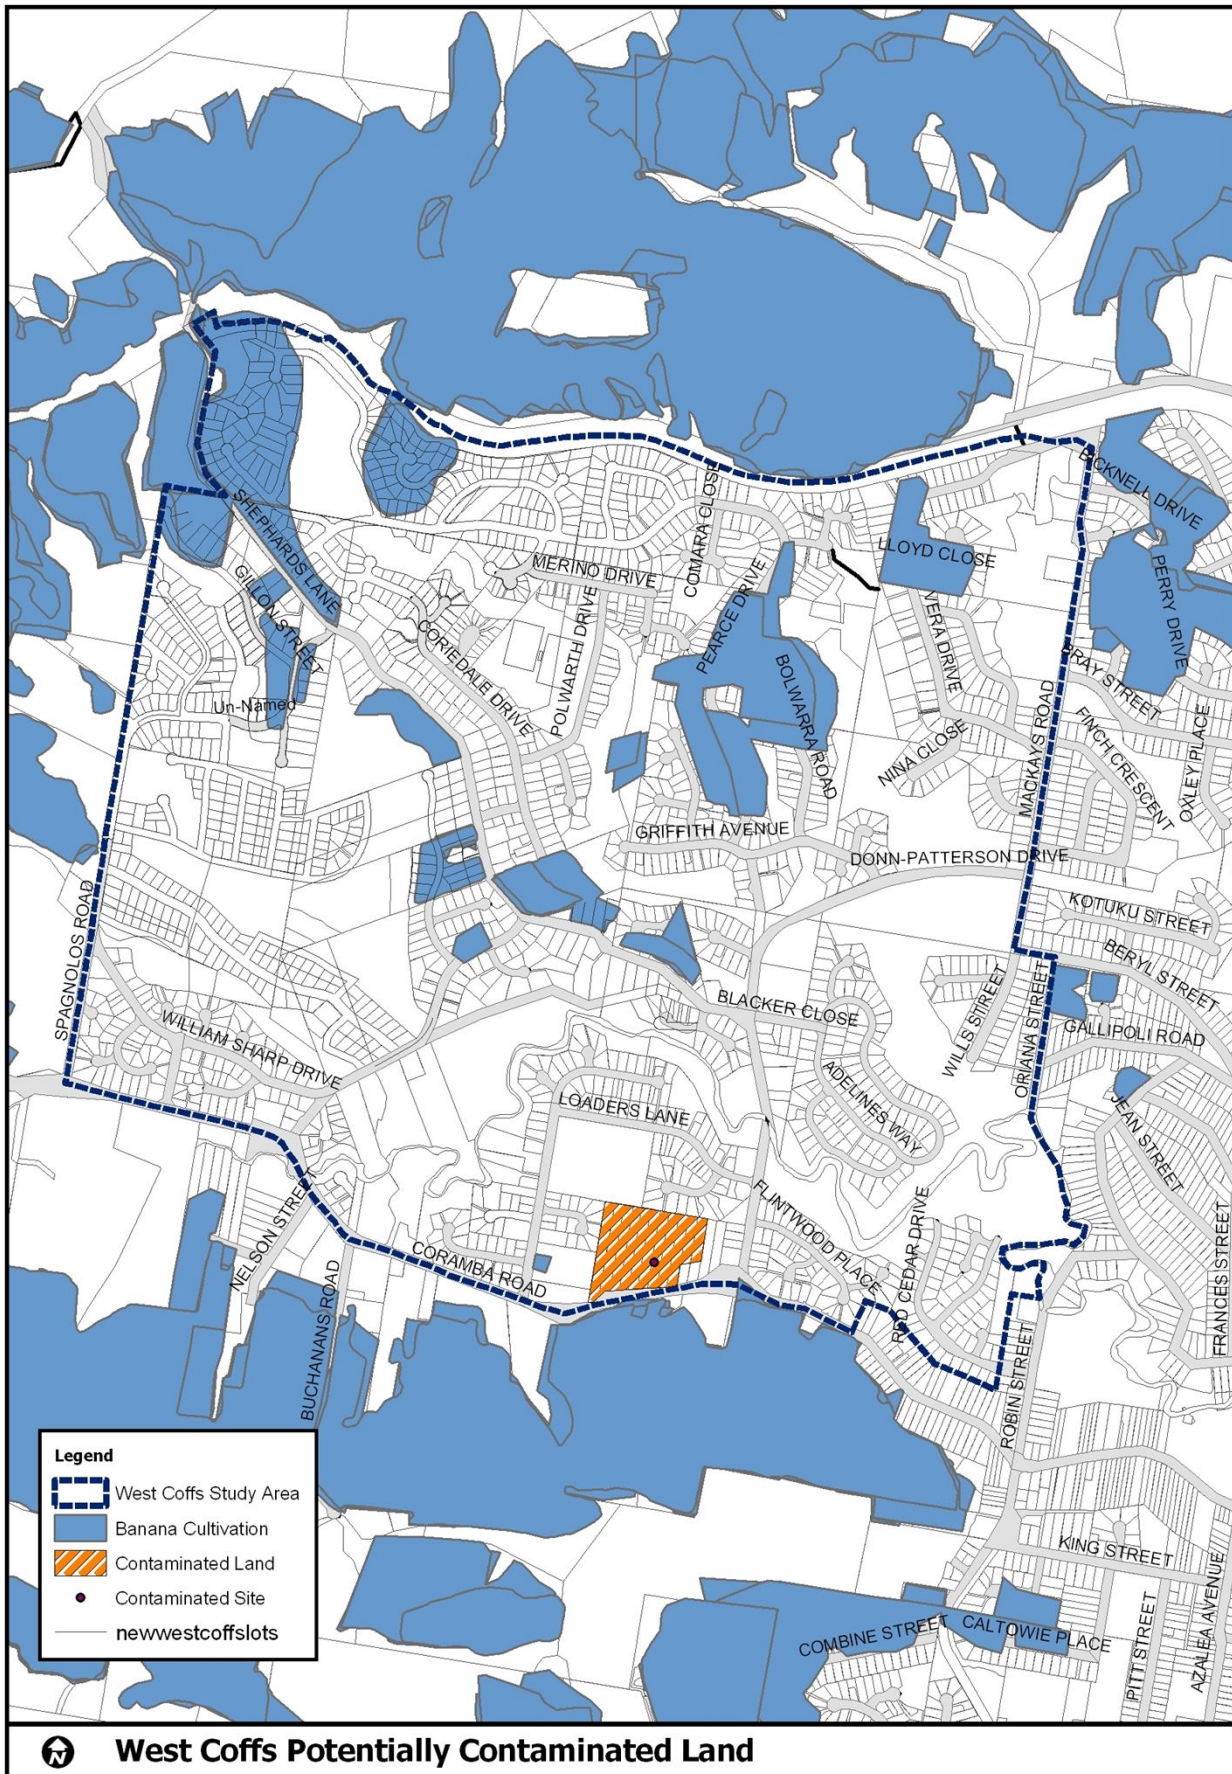 BICKNELL DRIVE
COMARA CLOSE
LLOYD CLOSE
SHEPHARDS LANE
MERINO DRIVE
PERRY DRIVE
GILLON STREET
PEARCE DRIVE
VERA DRIVE
CORIEDALE DRIVE
POLWARTH DRIVE
BOLWARRA ROAD
BRAY STREET
Un-Named
MACKAYS ROAD
FINCH CRESCENT
OXLEY PLACE
NINA CLOSE
GRIFFITH AVENUE
DONN-PATTERSON DRIVE
KOTUKU STREET
SPAGNOLOS ROAD
BERYL STREET
BLACKER CLOSE
WILLS STREET
ORIANA STREET
GALLIPOLI ROAD
WILLIAM SHARP DRIVE
ADELINES WAY
LOADERS LANE
JEAN STREET
FLINTWOOD PLACE
NELSON STREET
RED CEDAR DRIVE
CORAMBA ROAD
FRANCES STREET
BUCHANANS ROAD
ROBIN STREET
KING STREET
COMBINE STREET
CALTOWIE PLACE
PITT STREET
AZALEA AVENUE
Legend
West Coffs Study Area
Banana Cultivation
Contaminated Land
Contaminated Site
newwestcoffslots
N
West Coffs Potentially Contaminated Land